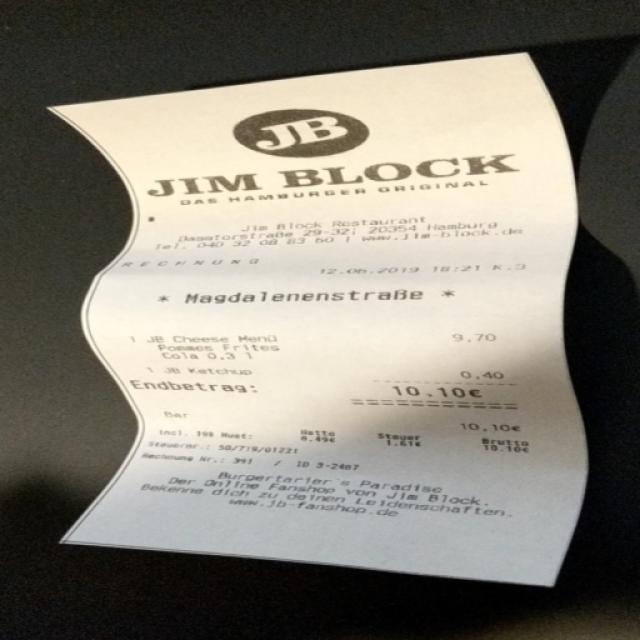 JB
JIM BLOCK
DAS HAMBURGER ORIGINAL
Jim Block Restaurant
Dammtorstraße 29-32; 20354 Hamburg
Tel. 040 32 08 83 60 | www.jim-block.de
RECHNUNG 12.06.2019 18:21 K.3
* Magdalenenstraße *
1 JB Cheese Menü 9,70
Pommes Frites
Cola 0,3 l
1 JB Ketchup 0,40
Endbetrag: 10,10€
Bar 10,10€
Netto Steuer Brutto
incl. 19% Mwst: 8.49€ 1.61€ 10.10€
Steuernr.: 50/719/01221
Rechnung Nr.: 391 / ID 3-2467
Burgertarier's Paradise
Der Online Fanshop von Jim Block.
Bekenne dich zu deinen Leidenschaften.
www.jb-fanshop.de